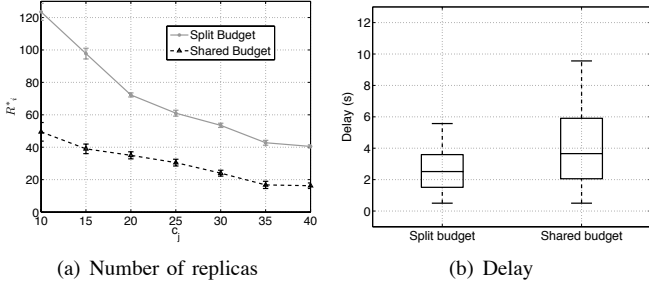 120
100
80
60
40
20
0
R*i
10 15 20 25 30 35 40
cj
Split Budget
Shared Budget
(a) Number of replicas
12
10
8
6
4
2
0
Delay (s)
Split budget Shared budget
(b) Delay